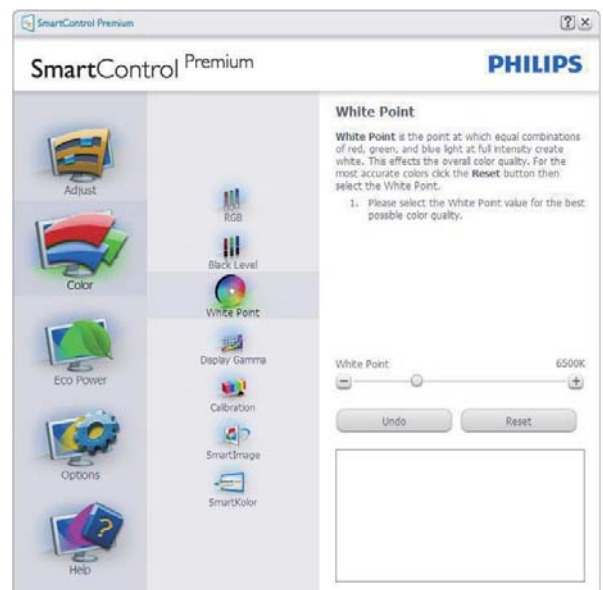 SmartControl Premium
SmartControl Premium
PHILIPS
Adjust
Color
Eco Power
Options
Help
RGB
Black Level
White Point
Display Gamma
Calibration
SmartImage
SmartKolor
White Point
White Point is the point at which equal combinations
of red, green, and blue light at full intensity create
white. This effects the overall color quality. For the
most accurate colors click the Reset button then
select the White Point.
1. Please select the White Point value for the best
possible color quality.
White Point 6500K
Undo Reset